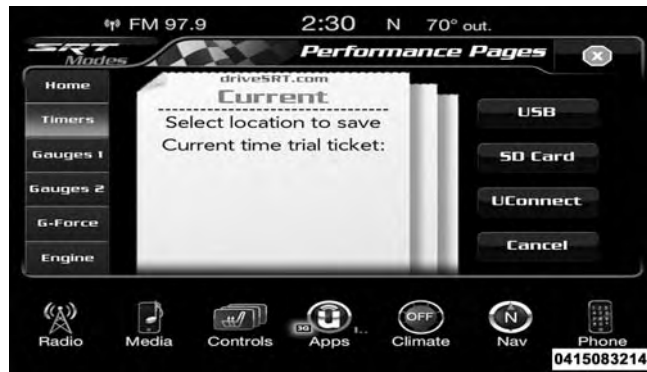 FM 97.9 2:30 N 70° out.
SRT Modes
Performance Pages
X
Home
Timers
Gauges 1
Gauges 2
G-Force
Engine
driveSRT.com
Current
Select location to save
Current time trial ticket:
USB
SD Card
UConnect
Cancel
3G
OFF
N
Radio Media Controls Apps Climate Nav Phone
0415083214